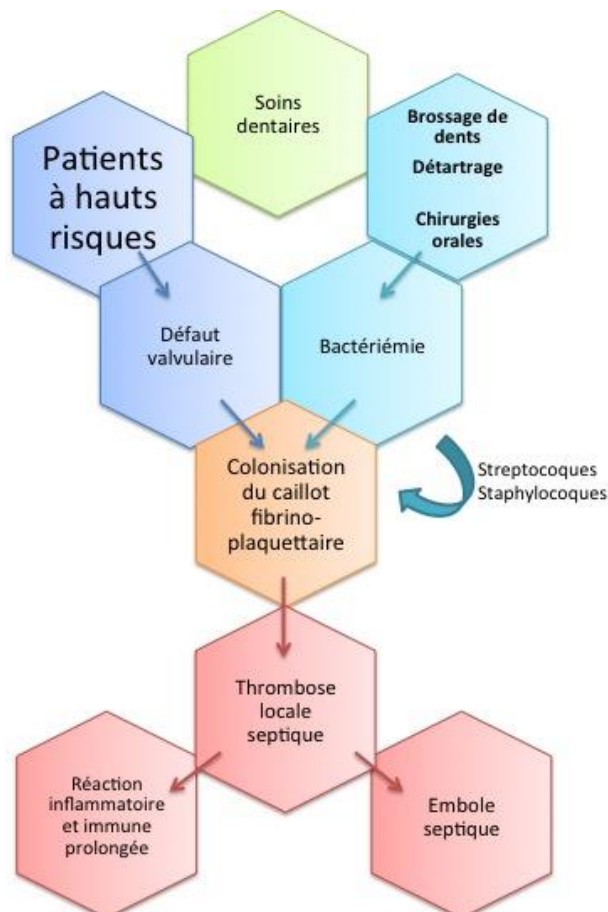 Soins
dentaires
Patients
à hauts
risques
Brossage de
dents
Détartrage
Chirurgies
orales
Défaut
valvulaire
Bactériémie
Colonisation
du caillot
fibrino-
plaquettaire
Streptocoques
Staphylocoques
Thrombose
locale
septique
Réaction
inflammatoire
et immune
prolongée
Embole
septique